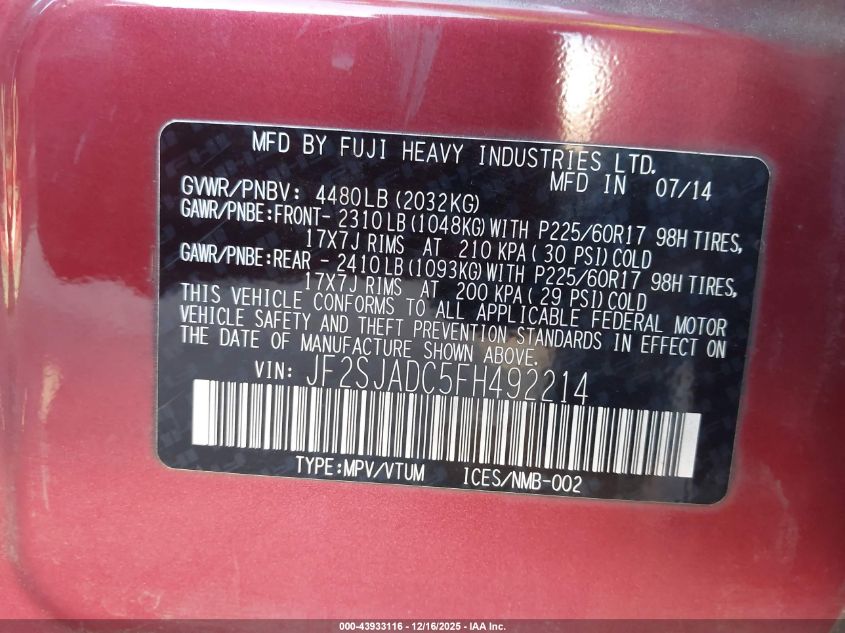 MFD BY FUJI HEAVY INDUSTRIES LTD.
MFD IN 07/14
GVWR/PNBV: 4480LB (2032KG)
GAWR/PNBE:FRONT- 2310LB (1048KG) WITH P225/60R17 98H TIRES,
17X7J RIMS AT 210 KPA ( 30 PSI) COLD
GAWR/PNBE:REAR - 2410LB (1093KG) WITH P225/60R17 98H TIRES,
17X7J RIMS AT 200 KPA ( 29 PSI) COLD
THIS VEHICLE CONFORMS TO ALL APPLICABLE FEDERAL MOTOR
VEHICLE SAFETY AND THEFT PREVENTION STANDARDS IN EFFECT ON
THE DATE OF MANUFACTURE SHOWN ABOVE.
VIN: JF2SJADC5FH492214
TYPE:MPV/VTUM ICES/NMB-002
000-43933116 - 12/16/2025 - IAA Inc.